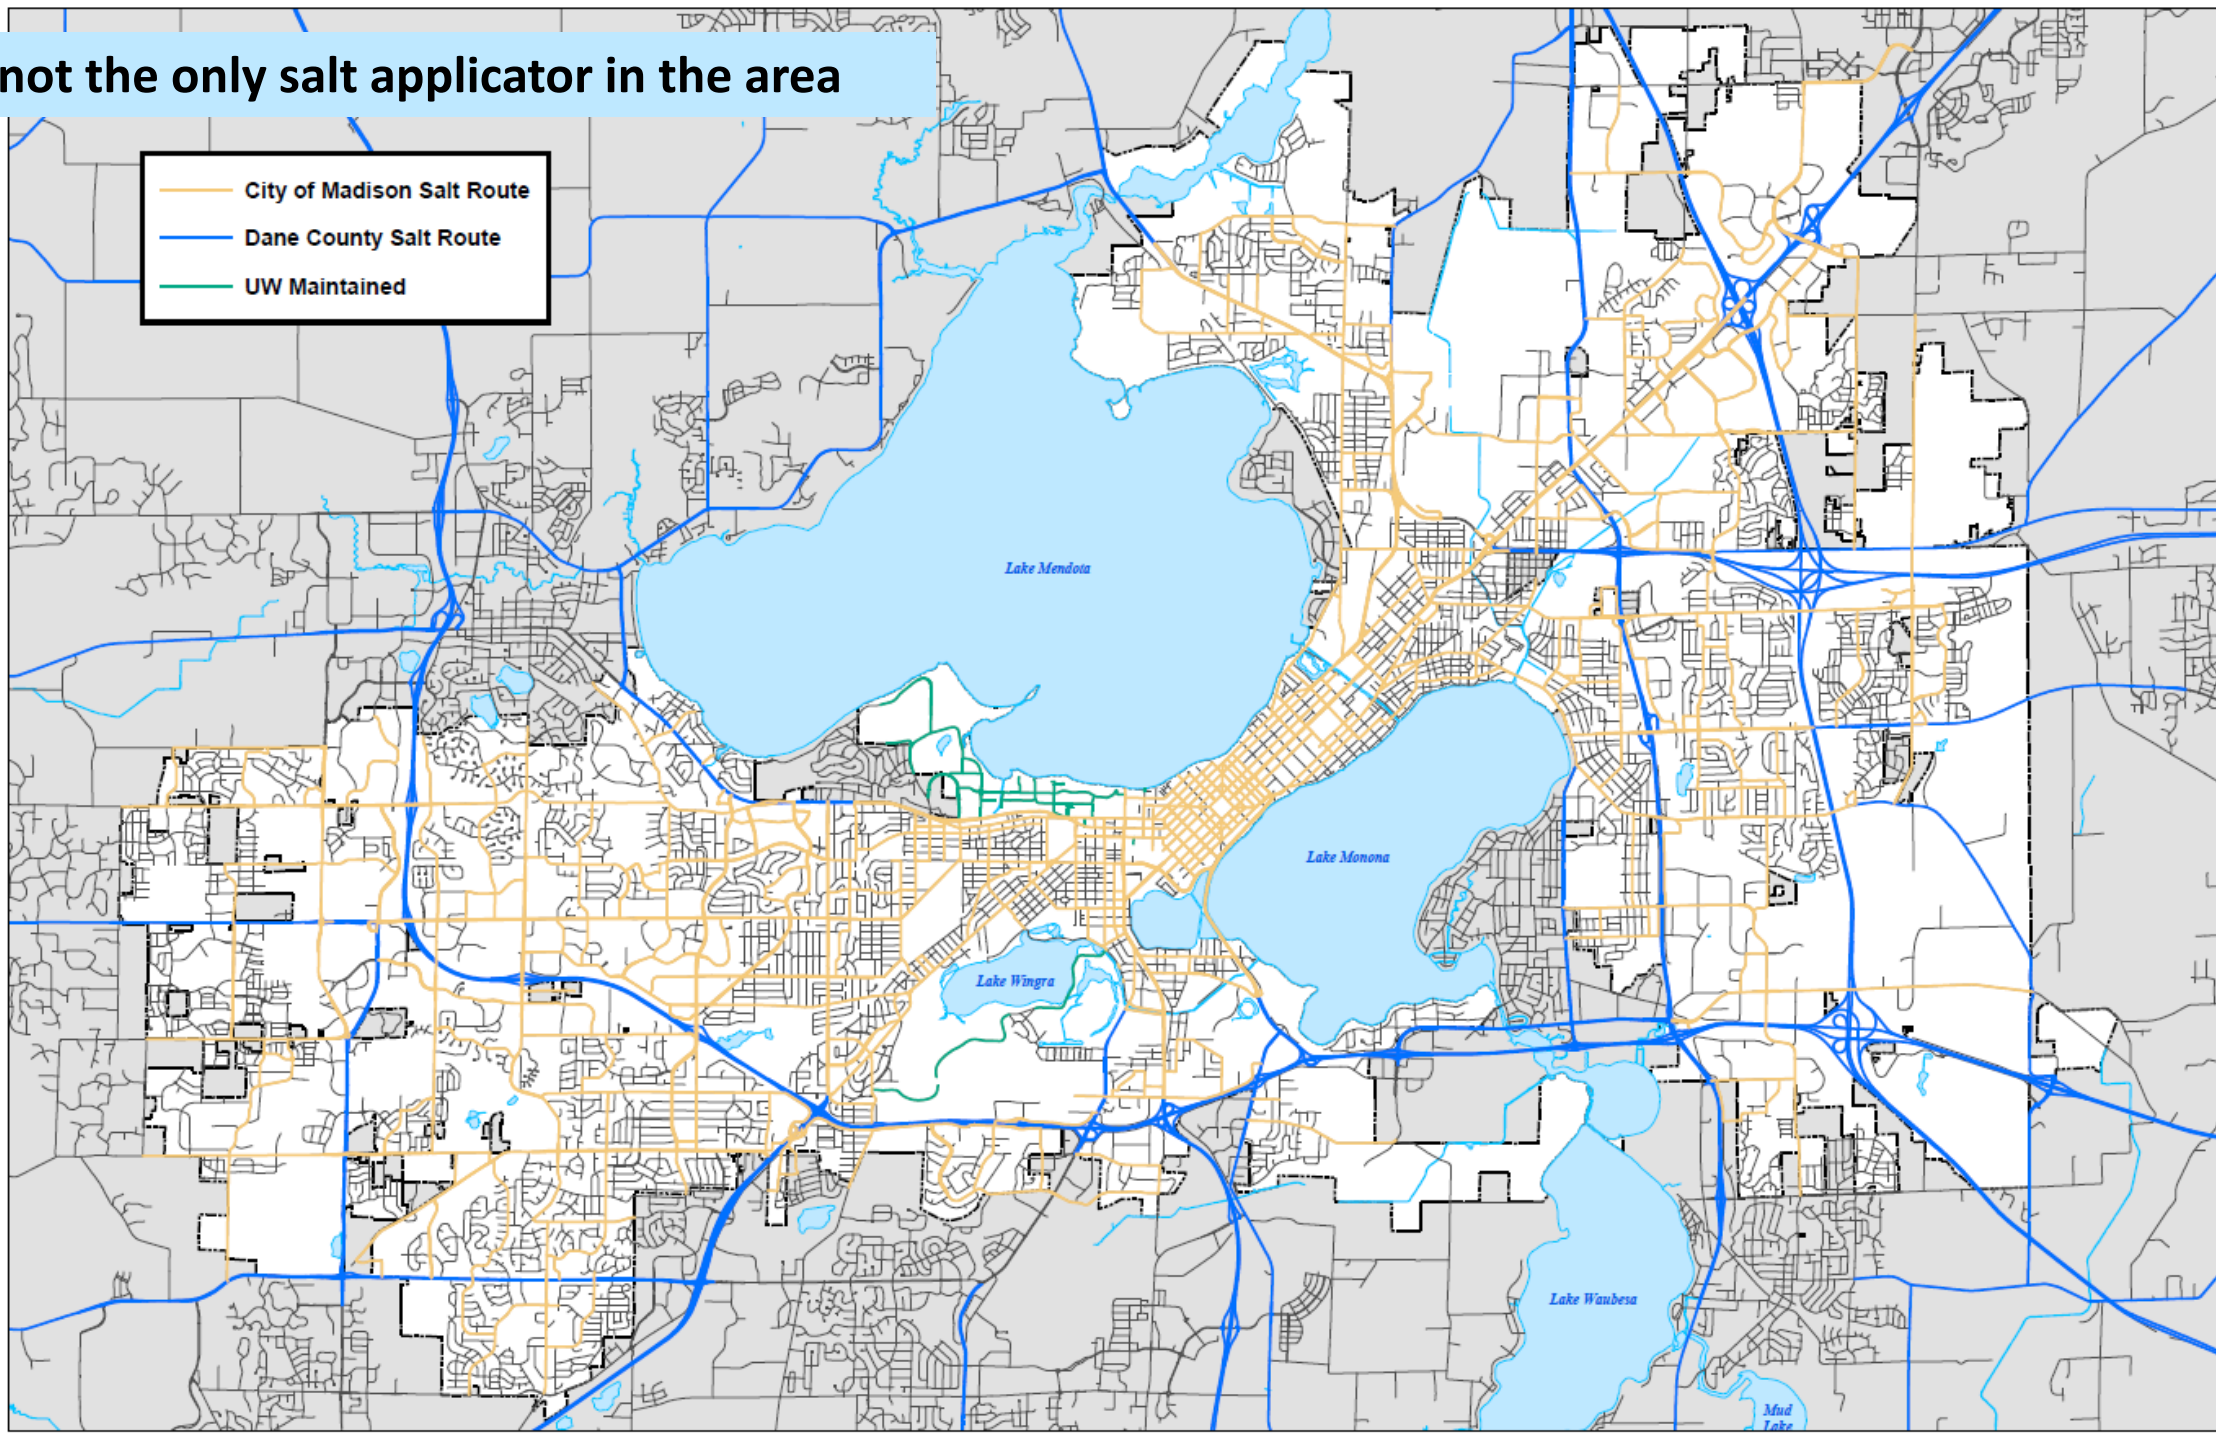 not the only salt applicator in the area
City of Madison Salt Route
Dane County Salt Route
UW Maintained
Lake Mendota
Lake Monona
Lake Wingra
Lake Waubesa
Mud
Lake